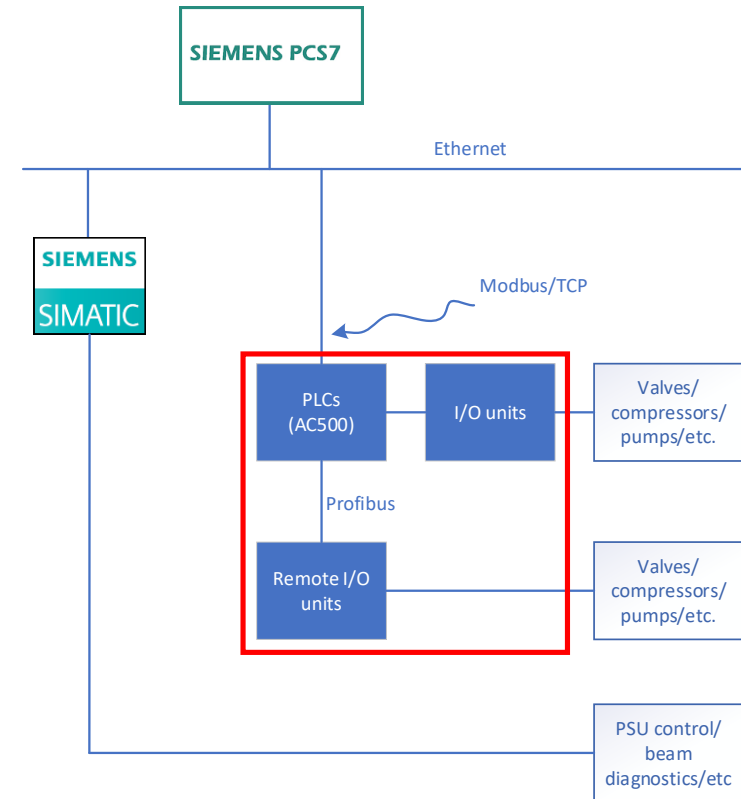 SIEMENS PCS7
Ethernet
SIEMENS
SIMATIC
Modbus/TCP
PLCs
(AC500)
I/O units
Valves/
compressors/
pumps/etc.
Profibus
Remote I/O
units
Valves/
compressors/
pumps/etc.
PSU control/
beam
diagnostics/etc